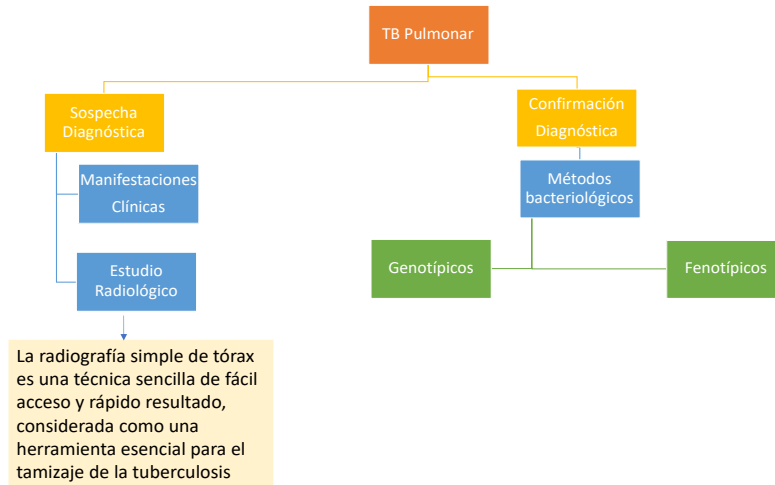 TB Pulmonar
Sospecha
Diagnóstica
Manifestaciones
Clínicas
Estudio
Radiológico
La radiografía simple de tórax
es una técnica sencilla de fácil
acceso y rápido resultado,
considerada como una
herramienta esencial para el
tamizaje de la tuberculosis
Confirmación
Diagnóstica
Métodos
bacteriológicos
Genotípicos
Fenotípicos